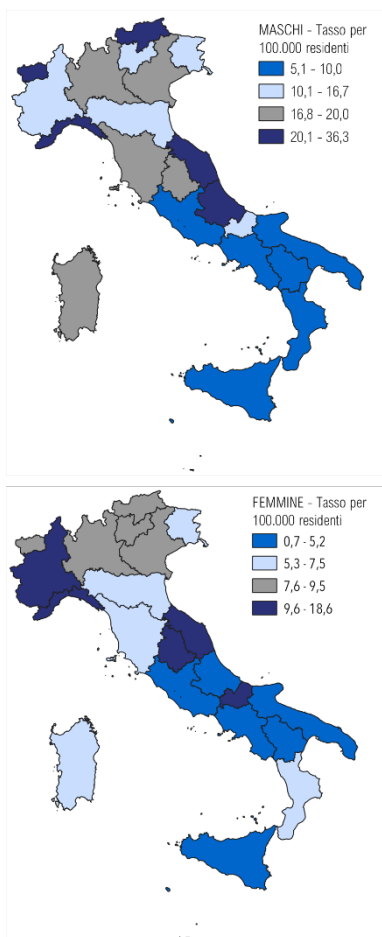 MASCHI - Tasso per
100.000 residenti
5,1 - 10,0
10,1 - 16,7
16,8 - 20,0
20,1 - 36,3
FEMMINE - Tasso per
100.000 residenti
0,7 - 5,2
5,3 - 7,5
7,6 - 9,5
9,6 - 18,6